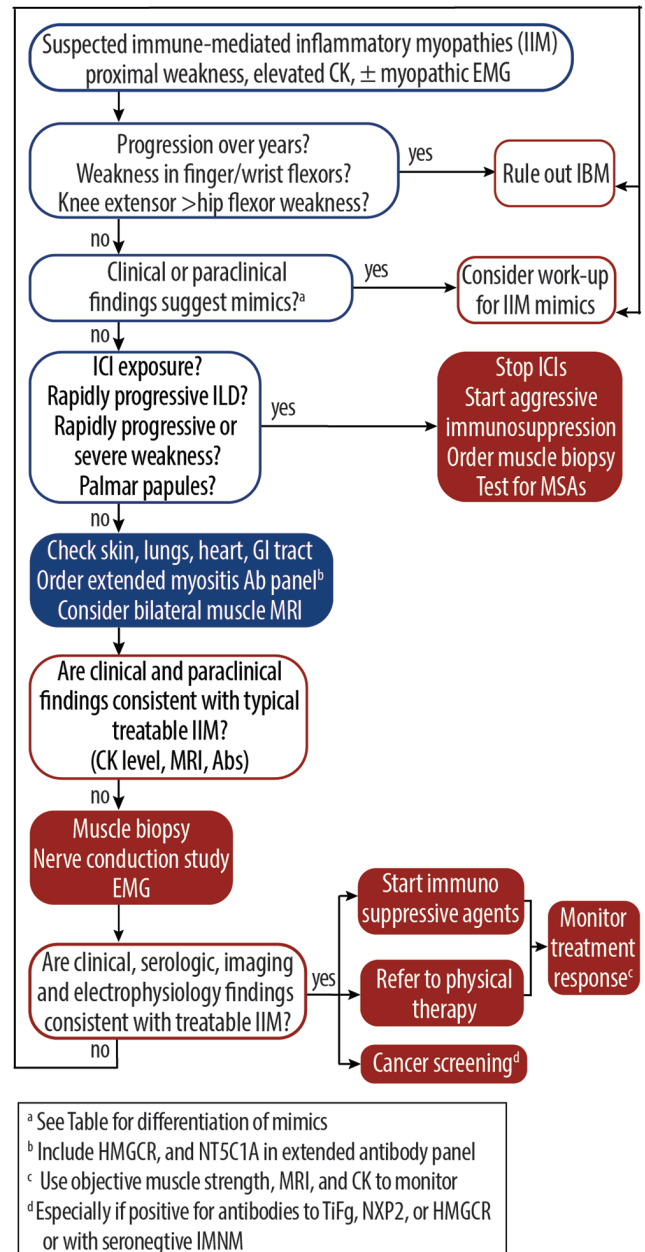 Suspected immune-mediated inflammatory myopathies (IIM)
proximal weakness, elevated CK, ± myopathic EMG
Progression over years?
Weakness in finger/wrist flexors?
Knee extensor >hip flexor weakness?
yes
Rule out IBM
no
Clinical or paraclinical
findings suggest mimics?ᵃ
yes
Consider work-up
for IIM mimics
no
ICI exposure?
Rapidly progressive ILD?
Rapidly progressive or
severe weakness?
Palmar papules?
yes
Stop ICIs
Start aggressive
immunosuppression
Order muscle biopsy
Test for MSAs
no
Check skin, lungs, heart, GI tract
Order extended myositis Ab panelᵇ
Consider bilateral muscle MRI
Are clinical and paraclinical
findings consistent with typical
treatable IIM?
(CK level, MRI, Abs)
no
Muscle biopsy
Nerve conduction study
EMG
Are clinical, serologic, imaging
and electrophysiology findings
consistent with treatable IIM?
yes
no
Start immuno
suppressive agents
Refer to physical
therapy
Cancer screeningᵈ
Monitor
treatment
responseᶜ
ᵃ See Table for differentiation of mimics
ᵇ Include HMGCR, and NT5C1A in extended antibody panel
ᶜ Use objective muscle strength, MRI, and CK to monitor
ᵈ Especially if positive for antibodies to TiFg, NXP2, or HMGCR
or with seronegtive IMNM